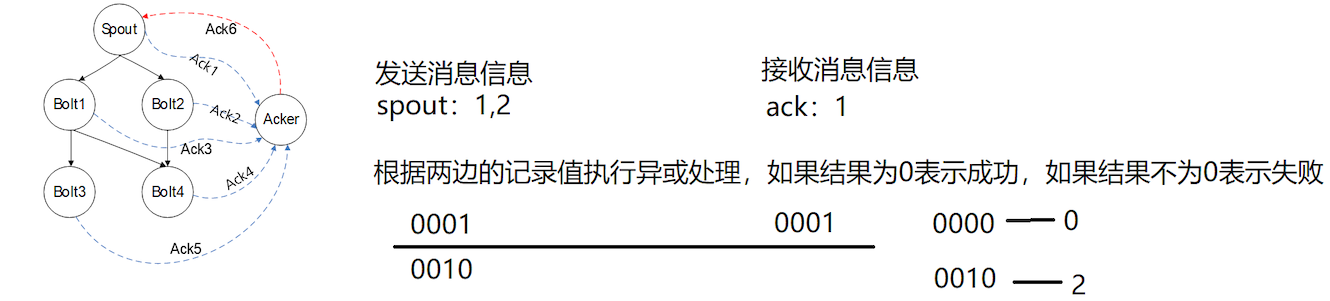 Spout
Ack6
Ack1
Bolt1
Bolt2
Ack2
Acker
Ack3
Bolt3
Bolt4
Ack4
Ack5
发送消息信息
接收消息信息
spout：1,2
ack：1
根据两边的记录值执行异或处理，如果结果为0表示成功，如果结果不为0表示失败
0001 0001 0000 0
0010 0010 2